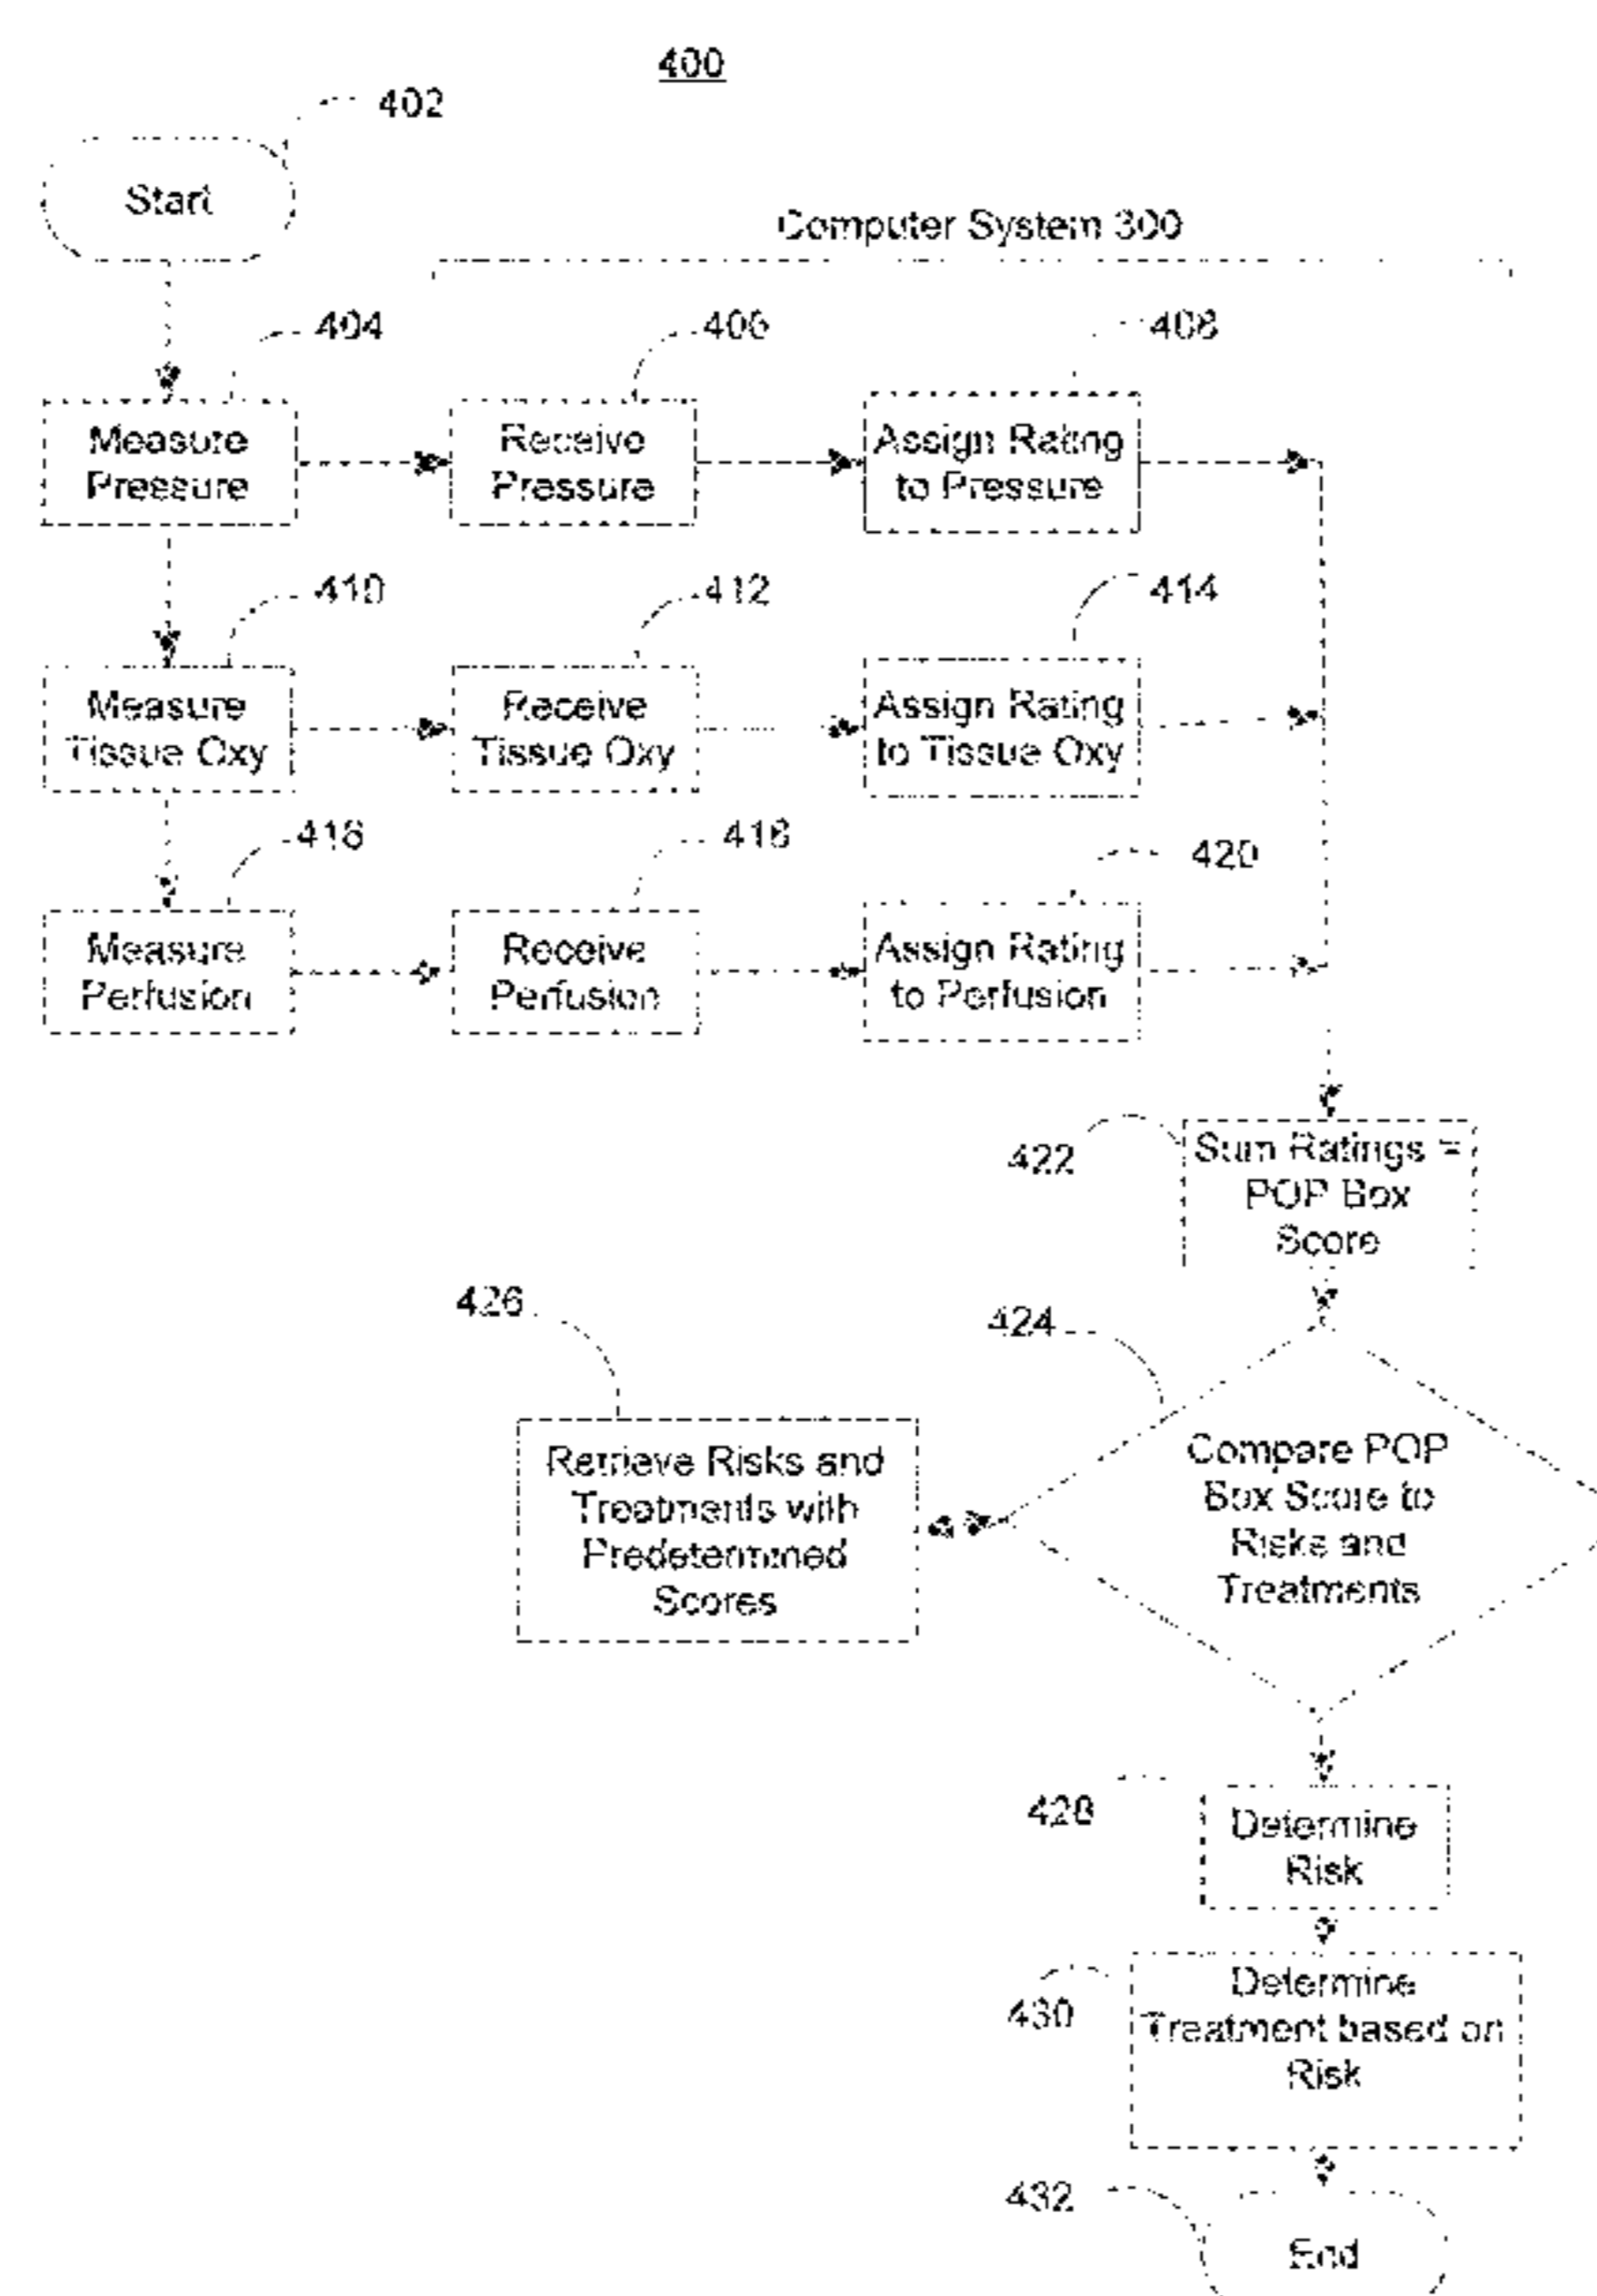 400
402
Start
Computer System 300
404
406
408
Measure
Pressure
Receive
Pressure
Assign Rating
to Pressure
410
412
414
Measure
Tissue Oxy
Receive
Tissue Oxy
Assign Rating
to Tissue Oxy
416
418
420
Measure
Perfusion
Receive
Perfusion
Assign Rating
to Perfusion
422
Sum Ratings =
POP Box
Score
426
424
Retrieve Risks and
Treatments with
Predetermined
Scores
Compare POP
Box Score to
Risks and
Treatments
428
Determine
Risk
430
Determine
Treatment based on
Risk
432
End